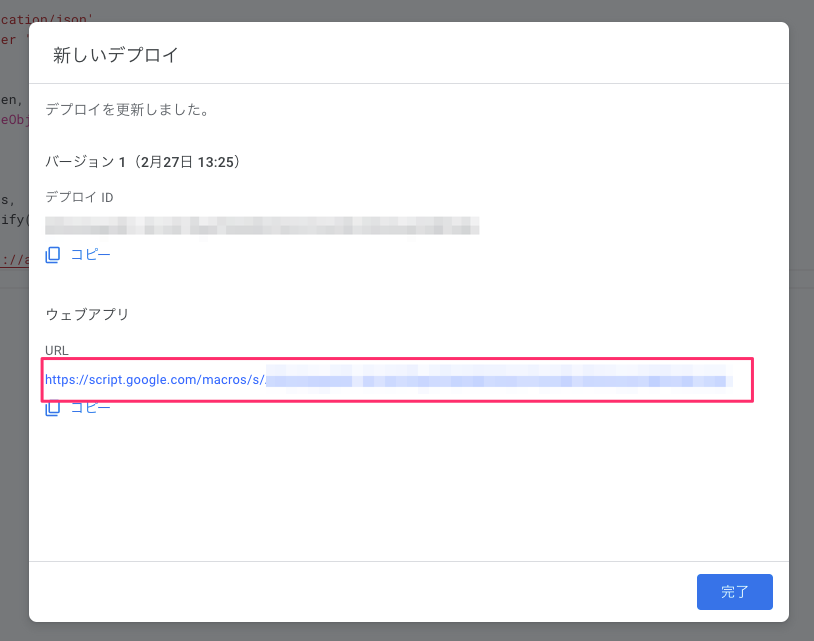 cation/json'
er '
新しいデプロイ
デプロイを更新しました。
en,
eObj
バージョン 1（2月27日 13:25）
デプロイ ID
s,
ify(
コピー
://a
ウェブアプリ
URL
https://script.google.com/macros/s/
コピー
完了